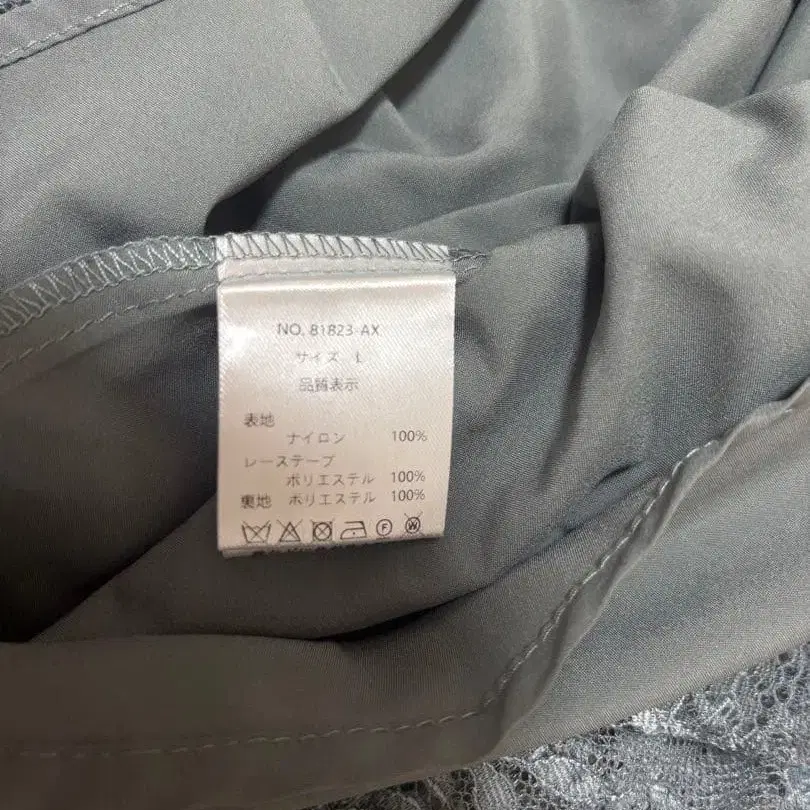 NO. 81823-AX
サイズ L
品質表示
表地
ナイロン 100%
レーステープ
ポリエステル 100%
裏地 ポリエステル 100%
F W